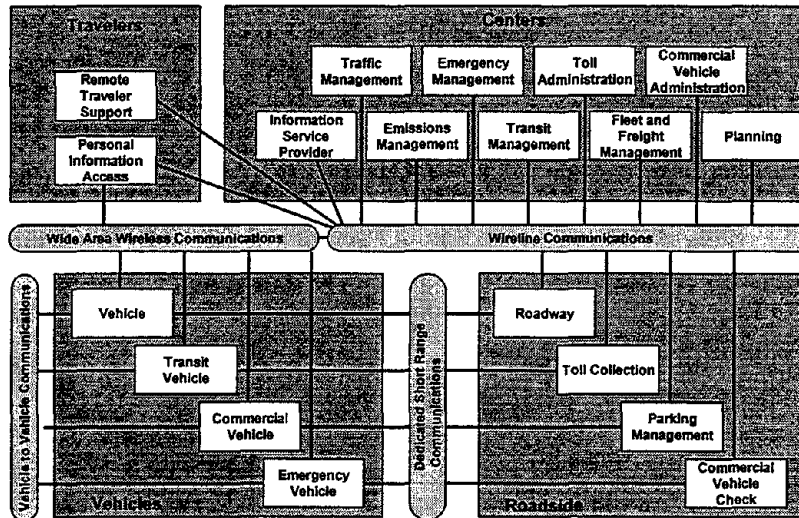 Travelers
Centers
Remote
Traveler
Support
Personal
Information
Access
Traffic
Management
Emergency
Management
Toll
Administration
Commercial
Vehicle
Administration
Information
Service
Provider
Emissions
Management
Transit
Management
Fleet and
Freight
Management
Planning
Wide Area Wireless Communications
Wireline Communications
Vehicle to Vehicle Communications
Vehicle
Transit
Vehicle
Commercial
Vehicle
Emergency
Vehicle
Vehicles
Dedicated Short Range
Communications
Roadway
Toll Collection
Parking
Management
Commercial
Vehicle
Check
Roadside